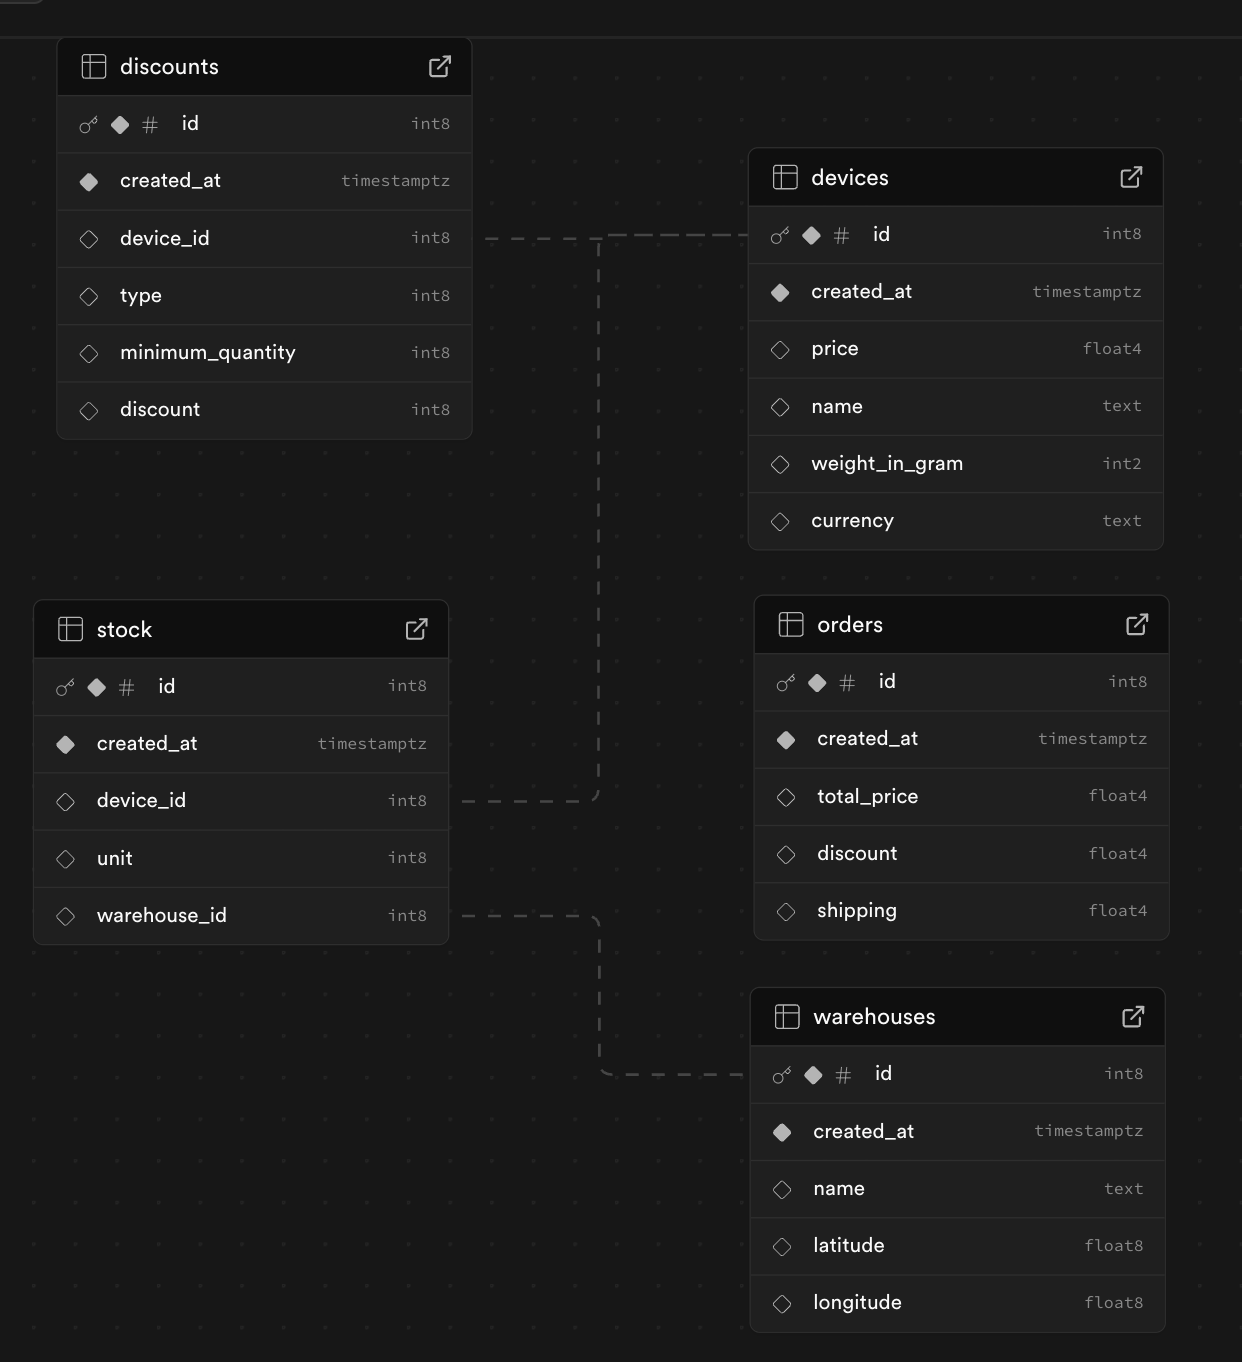 discounts
id int8
created_at timestamptz
device_id int8
type int8
minimum_quantity int8
discount int8
devices
id int8
created_at timestamptz
price float4
name text
weight_in_gram int2
currency text
stock
id int8
created_at timestamptz
device_id int8
unit int8
warehouse_id int8
orders
id int8
created_at timestamptz
total_price float4
discount float4
shipping float4
warehouses
id int8
created_at timestamptz
name text
latitude float8
longitude float8